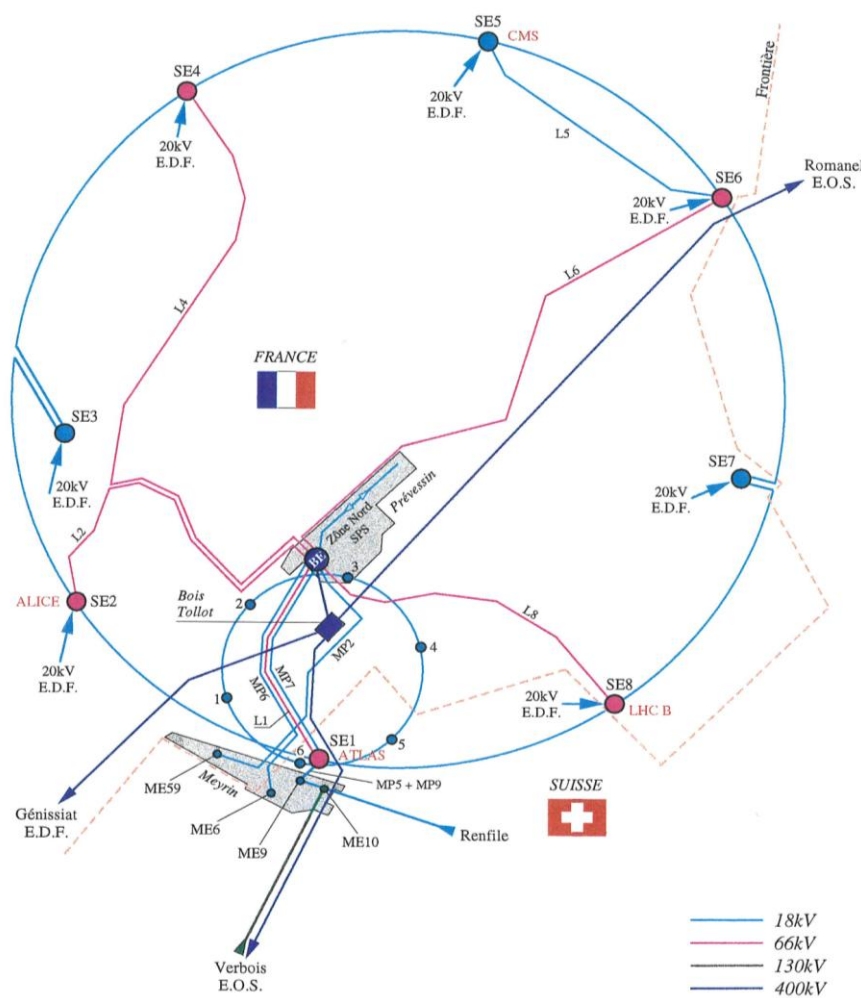 SE5
CMS
SE4
20kV
E.D.F.
20kV
E.D.F.
L5
Frontière
Romanel
E.O.S.
SE6
20kV
E.D.F.
L6
L4
FRANCE
SE3
20kV
E.D.F.
SE7
20kV
E.D.F.
Prévessin
Zône Nord
SPS
BE
3
L2
ALICE
SE2
20kV
E.D.F.
Bois
Tollot
2
MP2
4
L8
MP7
MP6
1
L1
SE8
LHC B
20kV
E.D.F.
SE1
ATLAS
5
6
Meyrin
MP5 + MP9
ME59
ME6
ME9
ME10
Renfile
SUISSE
Génissiat
E.D.F.
Verbois
E.O.S.
18kV
66kV
130kV
400kV